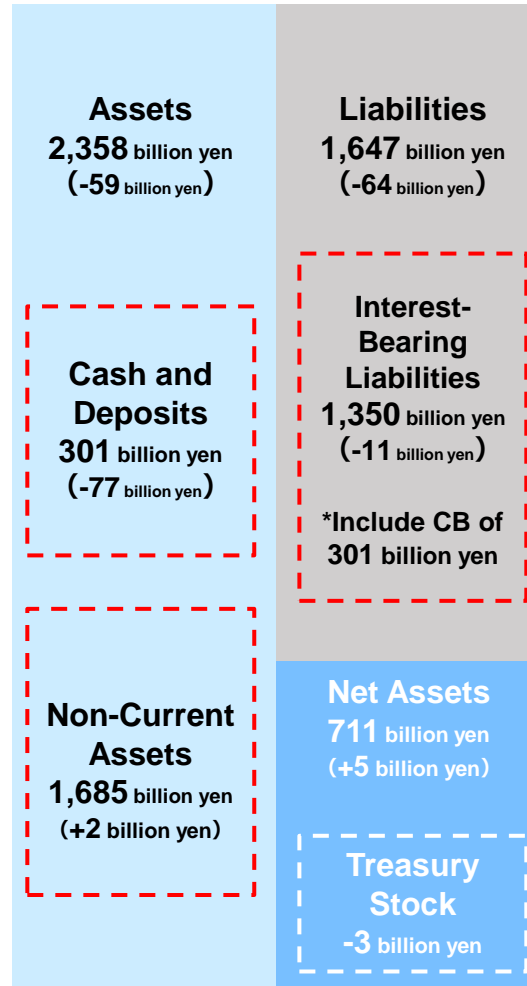 Assets
2,358 billion yen
（-59 billion yen）
Cash and
Deposits
301 billion yen
（-77 billion yen）
Non-Current
Assets
1,685 billion yen
（+2 billion yen）
Liabilities
1,647 billion yen
（-64 billion yen）
Interest-
Bearing
Liabilities
1,350 billion yen
（-11 billion yen）
*Include CB of
301 billion yen
Net Assets
711 billion yen
（+5 billion yen）
Treasury
Stock
-3 billion yen